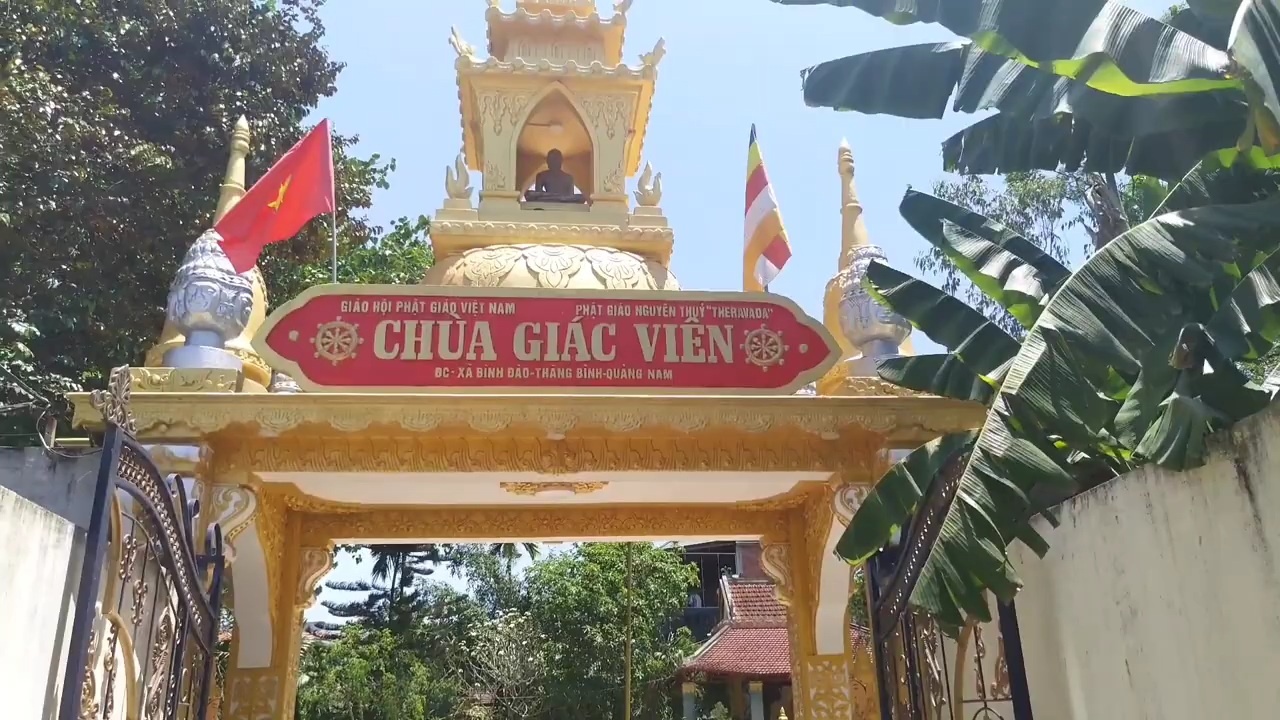 GIÁO HỘI PHẬT GIÁO VIỆT NAM
PHẬT GIÁO NGUYÊN THUỶ "THERAVADA"
CHÙA GIÁC VIÊN
ĐC - XÃ BÌNH ĐÀO - THĂNG BÌNH - QUẢNG NAM